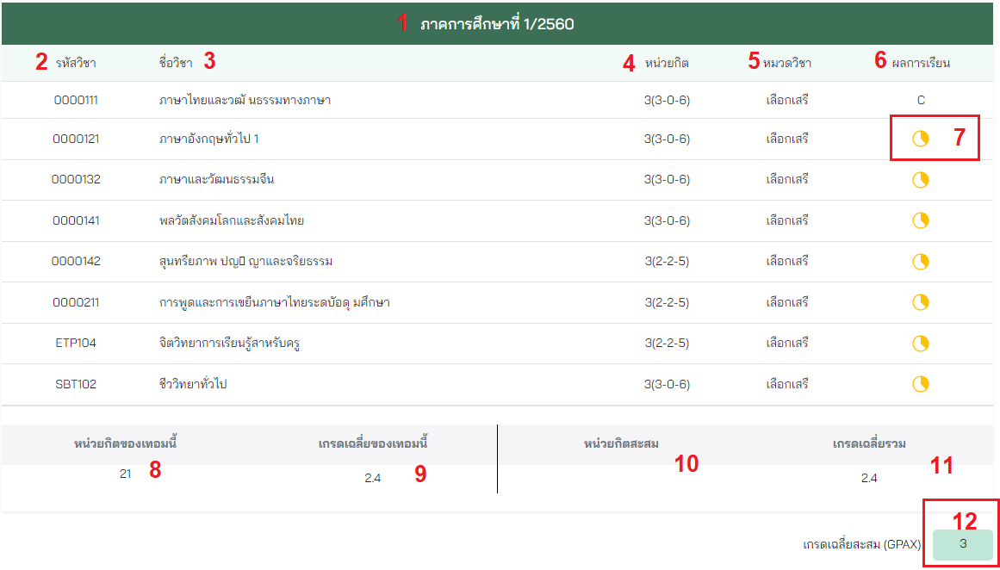 1 ภาคการศึกษาที่ 1/2560
2 รหัสวิชา ชื่อวิชา 3 4 หน่วยกิต 5 หมวดวิชา 6 ผลการเรียน
0000111 ภาษาไทยและวฒั นธรรมทางภาษา 3(3-0-6) เลือกเสรี C
0000121 ภาษาอังกฤษทั่วไป 1 3(3-0-6) เลือกเสรี 7
0000132 ภาษาและวัฒนธรรมจีน 3(3-0-6) เลือกเสรี
0000141 พลวัตสังคมโลกและสังคมไทย 3(3-0-6) เลือกเสรี
0000142 สุนทรียภาพ ปญ▯ ญาและจริยธรรม 3(2-2-5) เลือกเสรี
0000211 การพูดและการเขยีนภาษาไทยระดบัอดุ มศึกษา 3(2-2-5) เลือกเสรี
ETP104 จิตวิทยาการเรียนรู้สาหรับครู 3(2-2-5) เลือกเสรี
SBT102 ชีววิทยาทั่วไป 3(3-0-6) เลือกเสรี
หน่วยกิตของเทอมนี้ เกรดเฉลี่ยของเทอมนี้ หน่วยกิตสะสม เกรดเฉลี่ยรวม
21 8 2.4 9 10 2.4 11
12
เกรดเฉลี่ยสะสม (GPAX) 3